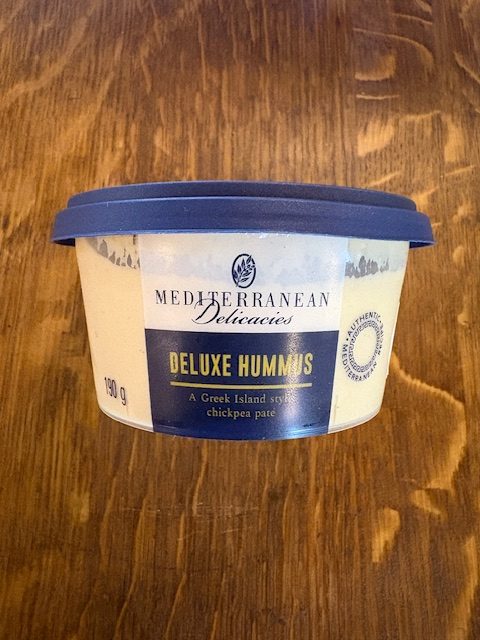 MEDITERRANEAN
Delicacies
DELUXE HUMMUS
A Greek Island style
chickpea pate
190 g
AUTHENTIC
MEDITERRANEAN